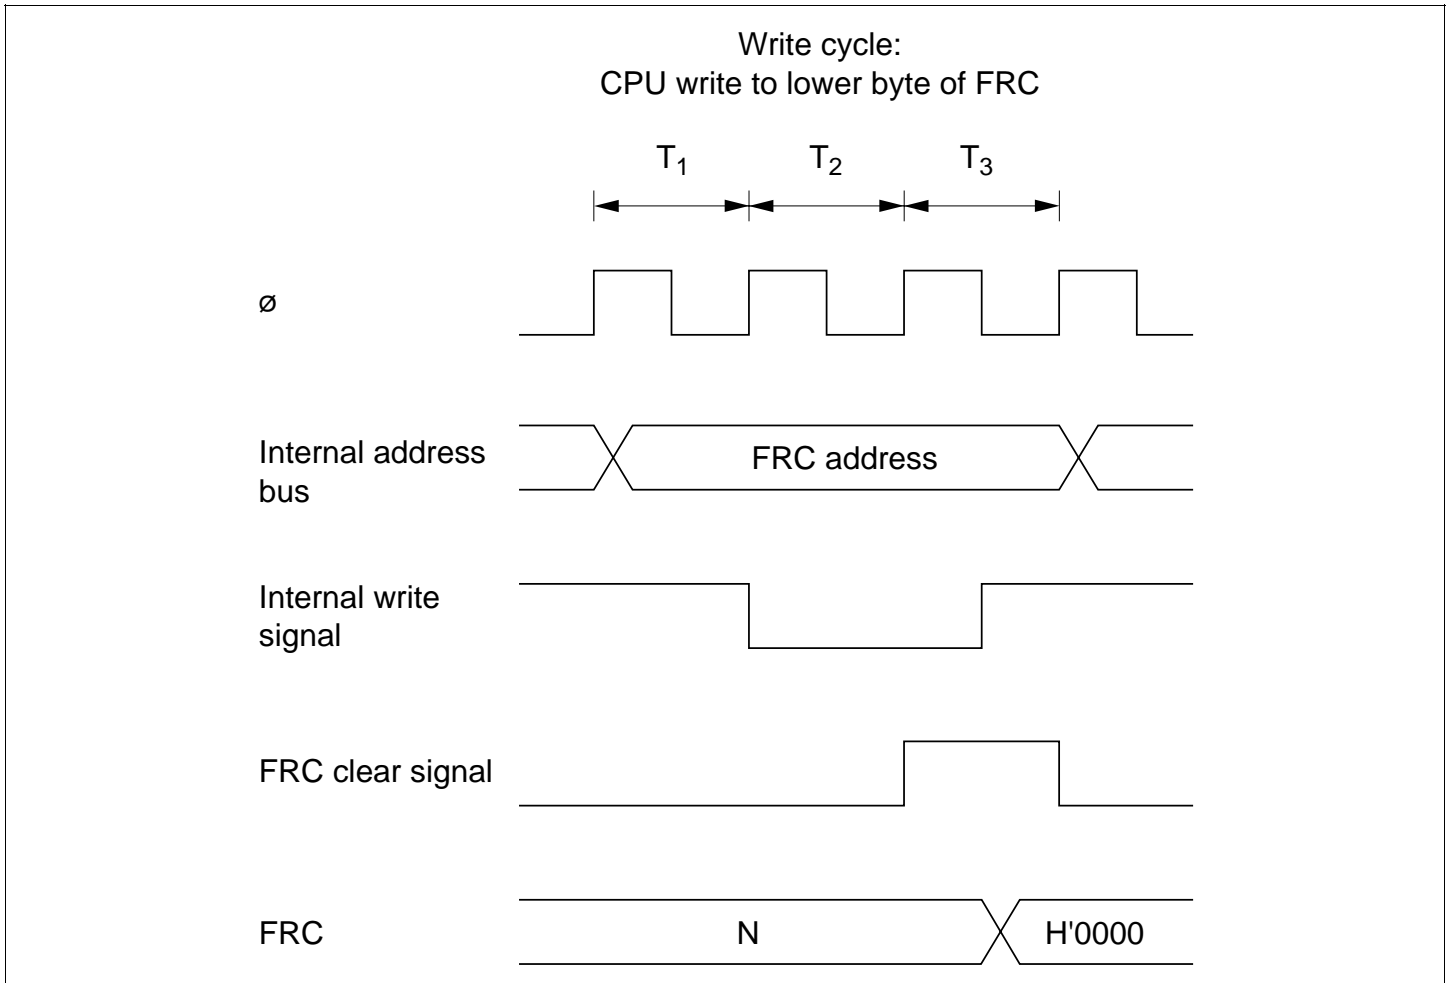 Write cycle:
CPU write to lower byte of FRC
T1 T2 T3
ø
Internal address
bus
FRC address
Internal write
signal
FRC clear signal
FRC N H'0000